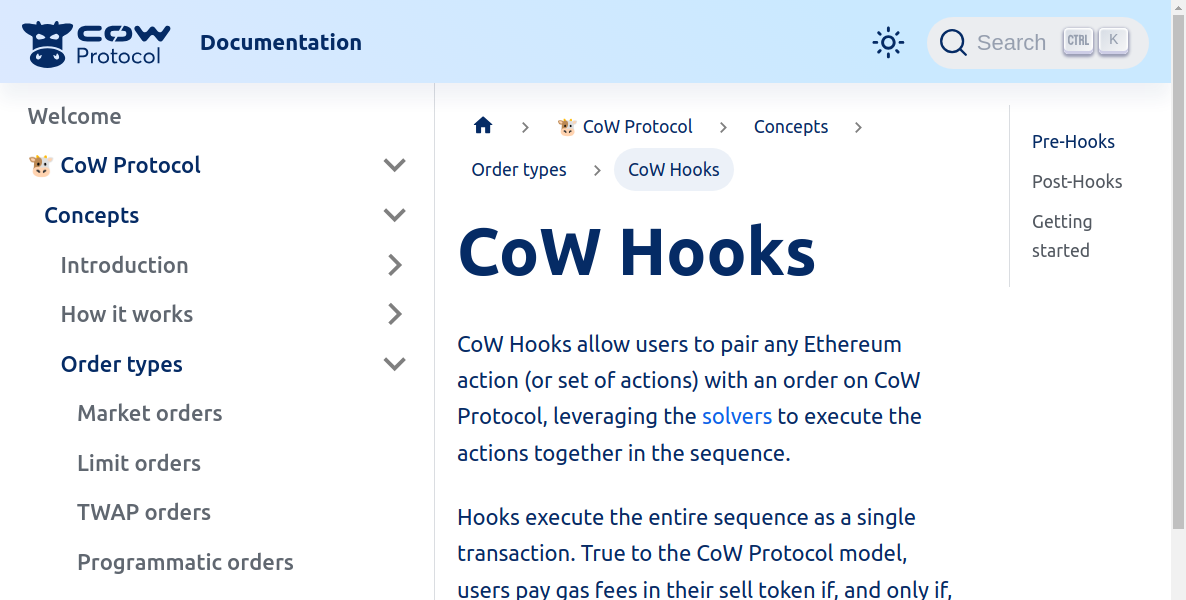 COW
Protocol
Documentation
Search CTRL K
Welcome
CoW Protocol
Concepts
Introduction
How it works
Order types
Market orders
Limit orders
TWAP orders
Programmatic orders
CoW Protocol
Concepts
Order types
CoW Hooks
CoW Hooks
CoW Hooks allow users to pair any Ethereum
action (or set of actions) with an order on CoW
Protocol, leveraging the solvers to execute the
actions together in the sequence.
Hooks execute the entire sequence as a single
transaction. True to the CoW Protocol model,
users pay gas fees in their sell token if, and only if,
Pre-Hooks
Post-Hooks
Getting
started